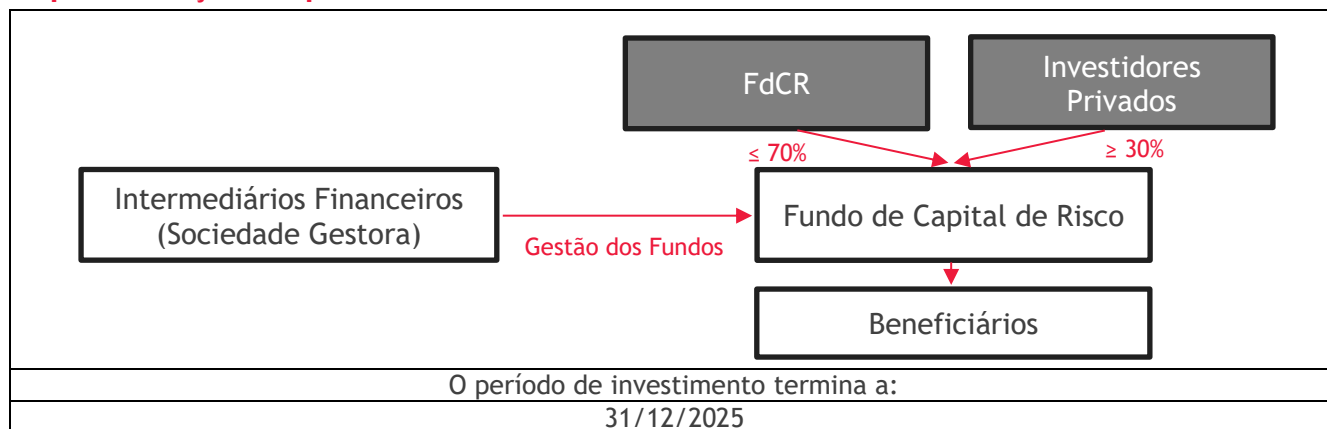 FdCR
Investidores
Privados
≤ 70%
≥ 30%
Intermediários Financeiros
(Sociedade Gestora)
Gestão dos Fundos
Fundo de Capital de Risco
Beneficiários
O período de investimento termina a:
31/12/2025